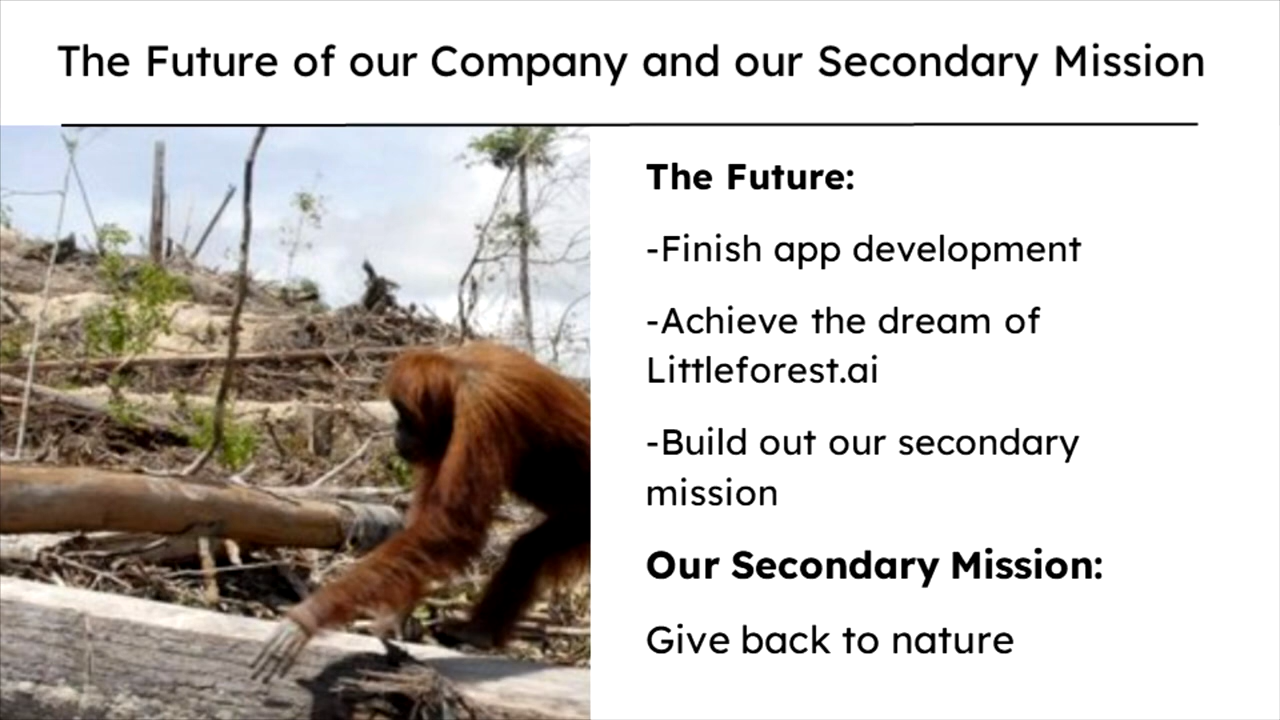 The Future of our Company and our Secondary Mission
The Future:
-Finish app development
-Achieve the dream of
Littleforest.ai
-Build out our secondary
mission
Our Secondary Mission:
Give back to nature